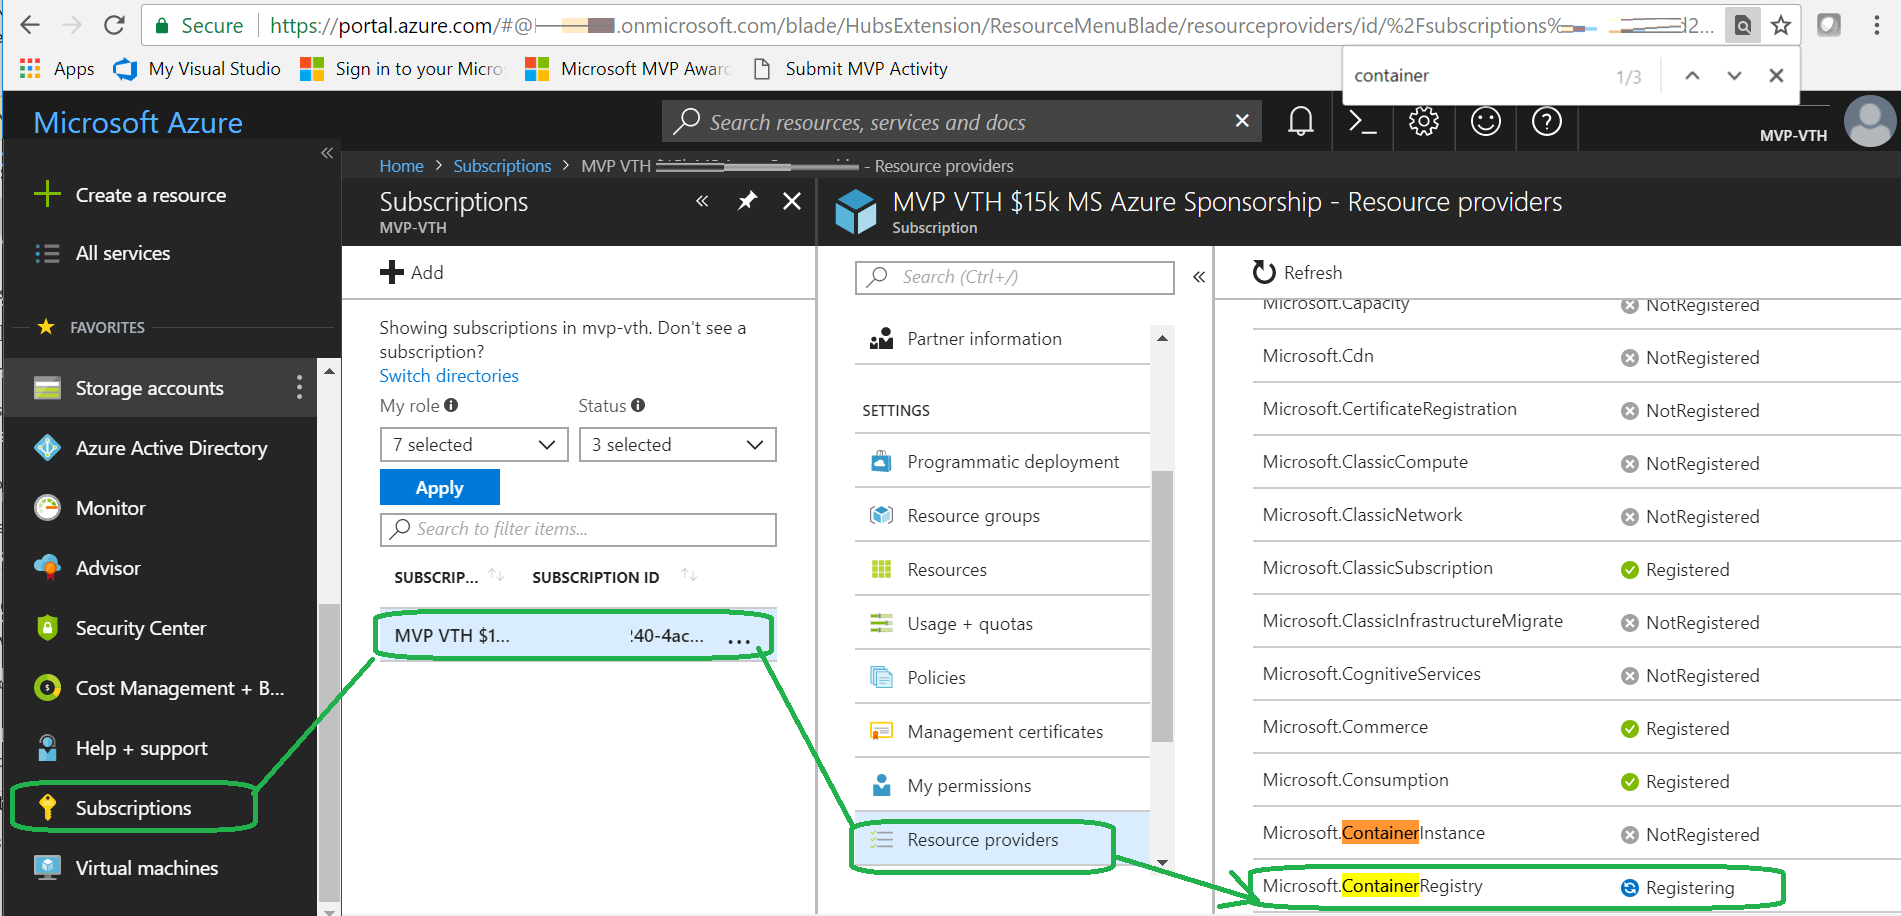 Secure https://portal.azure.com/#@ .onmicrosoft.com/blade/HubsExtension/ResourceMenuBlade/resourceproviders/id/%2Fsubscriptions% d2...
Apps My Visual Studio Sign in to your Micro Microsoft MVP Awar Submit MVP Activity
container 1/3
Microsoft Azure
Search resources, services and docs
MVP-VTH
Home > Subscriptions > MVP VTH - Resource providers
Create a resource
All services
FAVORITES
Storage accounts
Azure Active Directory
Monitor
Advisor
Security Center
Cost Management + B...
Help + support
Subscriptions
Virtual machines
Subscriptions
MVP-VTH
Add
Showing subscriptions in mvp-vth. Don't see a
subscription?
Switch directories
My role Status
7 selected 3 selected
Apply
Search to filter items...
SUBSCRIP... SUBSCRIPTION ID
MVP VTH $1... 240-4ac... ...
MVP VTH $15k MS Azure Sponsorship - Resource providers
Subscription
Search (Ctrl+/)
Partner information
SETTINGS
Programmatic deployment
Resource groups
Resources
Usage + quotas
Policies
Management certificates
My permissions
Resource providers
Refresh
Microsoft.Capacity NotRegistered
Microsoft.Cdn NotRegistered
Microsoft.CertificateRegistration NotRegistered
Microsoft.ClassicCompute NotRegistered
Microsoft.ClassicNetwork NotRegistered
Microsoft.ClassicSubscription Registered
Microsoft.ClassicInfrastructureMigrate NotRegistered
Microsoft.CognitiveServices NotRegistered
Microsoft.Commerce Registered
Microsoft.Consumption Registered
Microsoft.ContainerInstance NotRegistered
Microsoft.ContainerRegistry Registering